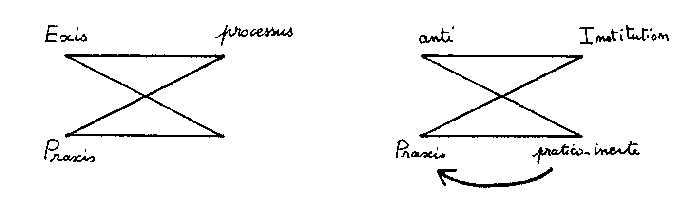 Exis processus
Praxis
anti Institution
Praxis pratico-inerte